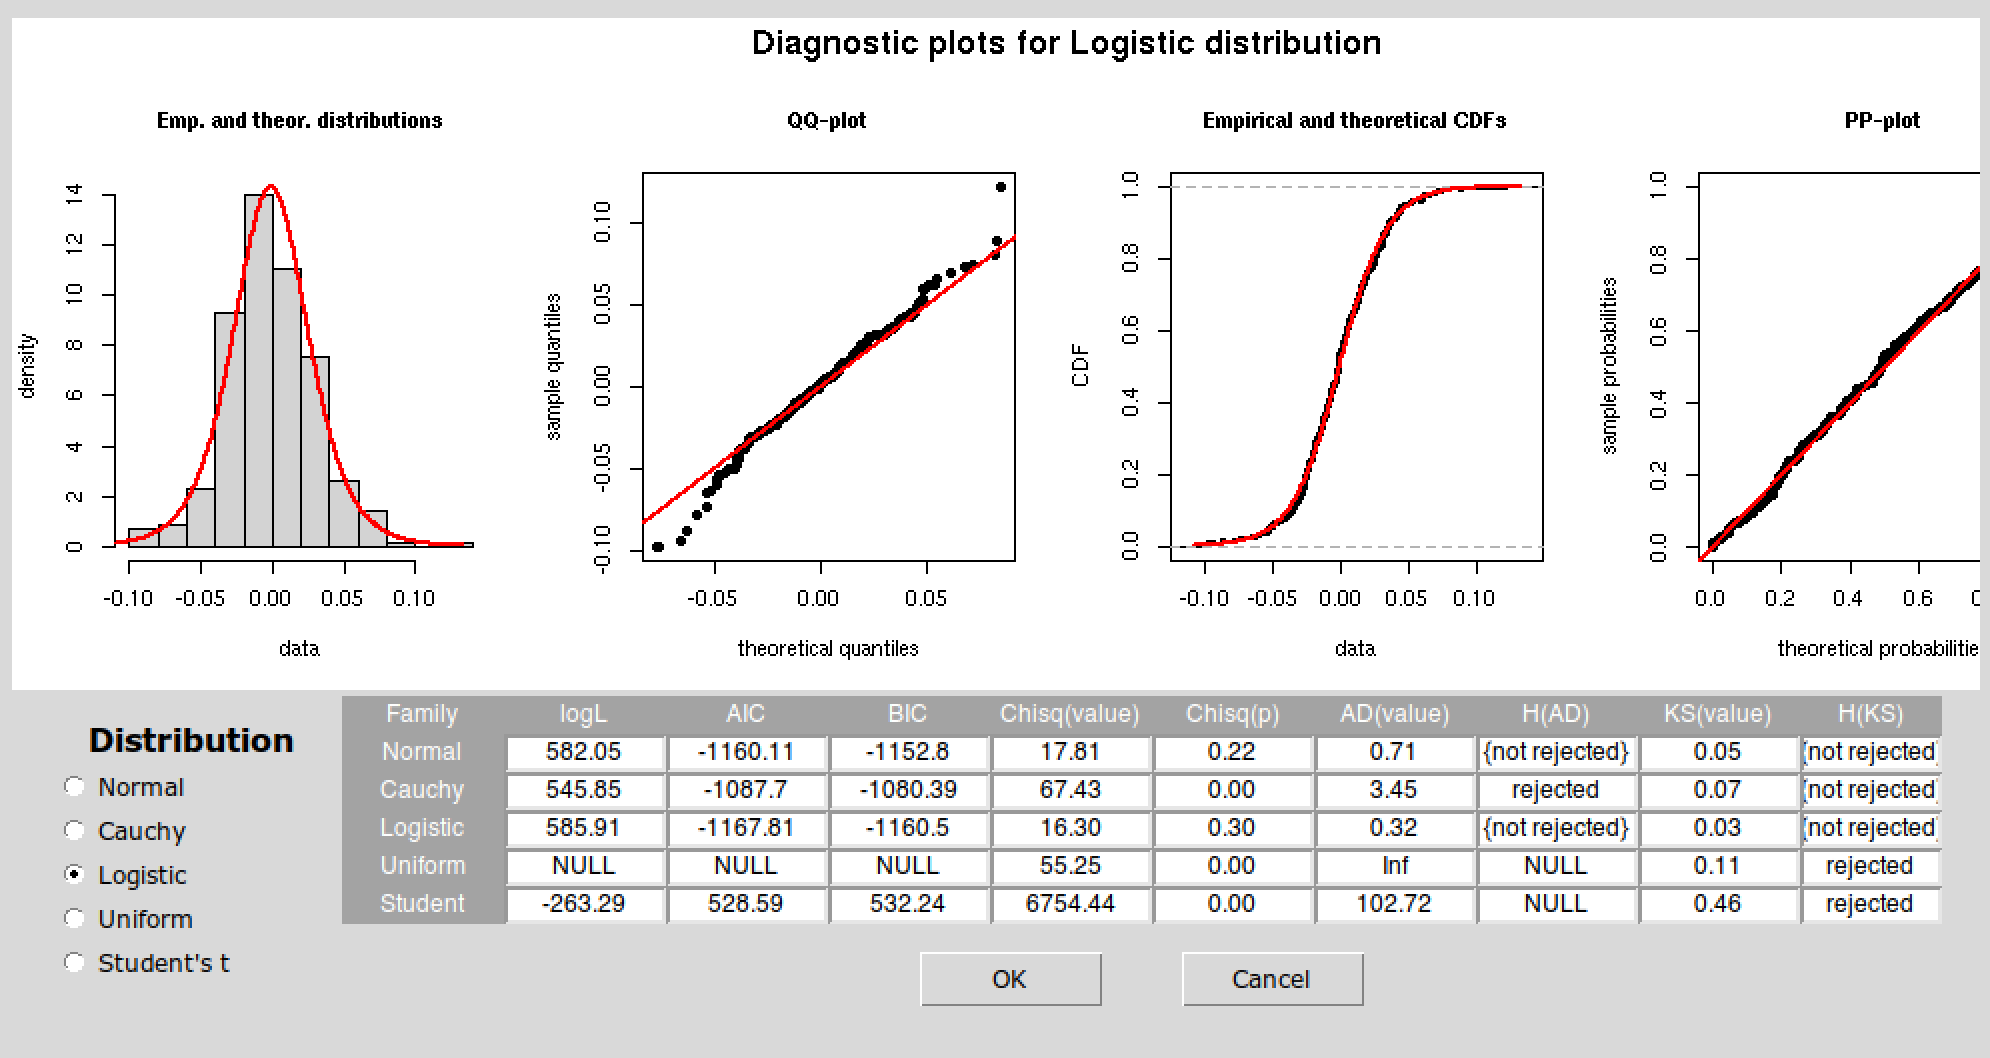 Diagnostic plots for Logistic distribution
Emp. and theor. distributions
density
0 2 4 6 8 10 12 14
-0.10 -0.05 0.00 0.05 0.10
data
QQ-plot
sample quantiles
-0.10 -0.05 0.00 0.05 0.10
-0.05 0.00 0.05
theoretical quantiles
Empirical and theoretical CDFs
CDF
0.0 0.2 0.4 0.6 0.8 1.0
-0.10 -0.05 0.00 0.05 0.10
data
PP-plot
sample probabilities
0.0 0.2 0.4 0.6 0.8 1.0
0.0 0.2 0.4 0.6
theoretical probabilitie
Distribution
Normal
Cauchy
Logistic
Uniform
Student's t
Family logL AIC BIC Chisq(value) Chisq(p) AD(value) H(AD) KS(value) H(KS)
Normal 582.05 -1160.11 -1152.8 17.81 0.22 0.71 {not rejected} 0.05 {not rejected}
Cauchy 545.85 -1087.7 -1080.39 67.43 0.00 3.45 rejected 0.07 {not rejected}
Logistic 585.91 -1167.81 -1160.5 16.30 0.30 0.32 {not rejected} 0.03 {not rejected}
Uniform NULL NULL NULL 55.25 0.00 Inf NULL 0.11 rejected
Student -263.29 528.59 532.24 6754.44 0.00 102.72 NULL 0.46 rejected
OK Cancel